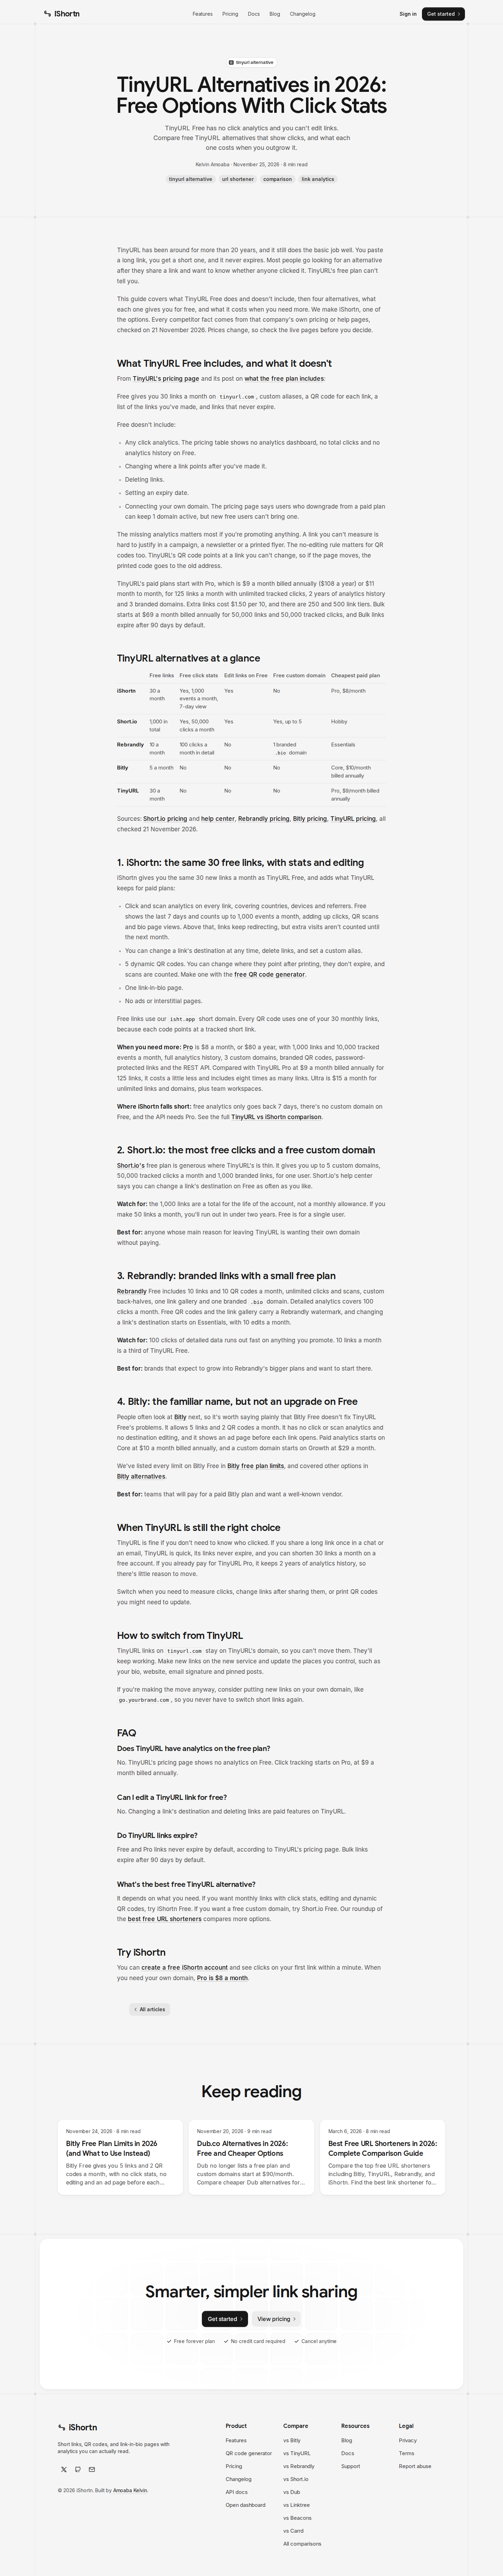 iShortn
Features Pricing Docs Blog Changelog
Sign in Get started
tinyurl alternative
TinyURL Alternatives in 2026:
Free Options With Click Stats
TinyURL Free has no click analytics and you can't edit links.
Compare free TinyURL alternatives that show clicks, and what each
one costs when you outgrow it.
Kelvin Amoaba · November 25, 2026 · 8 min read
tinyurl alternative url shortener comparison link analytics
TinyURL has been around for more than 20 years, and it still does the basic job well. You paste
a long link, you get a short one, and it never expires. Most people go looking for an alternative
after they share a link and want to know whether anyone clicked it. TinyURL's free plan can't
tell you.
This guide covers what TinyURL Free does and doesn't include, then four alternatives, what
each one gives you for free, and what it costs when you need more. We make iShortn, one of
the options. Every competitor fact comes from that company's own pricing or help pages,
checked on 21 November 2026. Prices change, so check the live pages before you decide.
What TinyURL Free includes, and what it doesn't
From TinyURL's pricing page and its post on what the free plan includes:
Free gives you 30 links a month on tinyurl.com, custom aliases, a QR code for each link, a
list of the links you've made, and links that never expire.
Free doesn't include:
• Any click analytics. The pricing table shows no analytics dashboard, no total clicks and no
analytics history on Free.
• Changing where a link points after you've made it.
• Deleting links.
• Setting an expiry date.
• Connecting your own domain. The pricing page says users who downgrade from a paid plan
can keep 1 domain active, but new free users can't bring one.
The missing analytics matters most if you're promoting anything. A link you can't measure is
hard to justify in a campaign, a newsletter or a printed flyer. The no-editing rule matters for QR
codes too. TinyURL's QR code points at a link you can't change, so if the page moves, the
printed code goes to the old address.
TinyURL's paid plans start with Pro, which is $9 a month billed annually ($108 a year) or $11
month to month, for 125 links a month with unlimited tracked clicks, 2 years of analytics history
and 3 branded domains. Extra links cost $1.50 per 10, and there are 250 and 500 link tiers. Bulk
starts at $69 a month billed annually for 50,000 links and 50,000 tracked clicks, and Bulk links
expire after 90 days by default.
TinyURL alternatives at a glance
Free links Free click stats Edit links on Free Free custom domain Cheapest paid plan
iShortn 30 a month Yes, 1,000 events a month, 7-day view Yes No Pro, $8/month
Short.io 1,000 in total Yes, 50,000 clicks a month Yes Yes, up to 5 Hobby
Rebrandly 10 a month 100 clicks a month in detail No 1 branded .bio domain Essentials
Bitly 5 a month No No No Core, $10/month billed annually
TinyURL 30 a month No No No Pro, $9/month billed annually
Sources: Short.io pricing and help center, Rebrandly pricing, Bitly pricing, TinyURL pricing, all
checked 21 November 2026.
1. iShortn: the same 30 free links, with stats and editing
iShortn gives you the same 30 new links a month as TinyURL Free, and adds what TinyURL
keeps for paid plans:
• Click and scan analytics on every link, covering countries, devices and referrers. Free
shows the last 7 days and counts up to 1,000 events a month, adding up clicks, QR scans
and bio page views. Above that, links keep redirecting, but extra visits aren't counted until
the next month.
• You can change a link's destination at any time, delete links, and set a custom alias.
• 5 dynamic QR codes. You can change where they point after printing, they don't expire, and
scans are counted. Make one with the free QR code generator.
• One link-in-bio page.
• No ads or interstitial pages.
Free links use our isht.app short domain. Every QR code uses one of your 30 monthly links,
because each code points at a tracked short link.
When you need more: Pro is $8 a month, or $80 a year, with 1,000 links and 10,000 tracked
events a month, full analytics history, 3 custom domains, branded QR codes, password-
protected links and the REST API. Compared with TinyURL Pro at $9 a month billed annually for
125 links, it costs a little less and includes eight times as many links. Ultra is $15 a month for
unlimited links and domains, plus team workspaces.
Where iShortn falls short: free analytics only goes back 7 days, there's no custom domain on
Free, and the API needs Pro. See the full TinyURL vs iShortn comparison.
2. Short.io: the most free clicks and a free custom domain
Short.io's free plan is generous where TinyURL's is thin. It gives you up to 5 custom domains,
50,000 tracked clicks a month and 1,000 branded links, for one user. Short.io's help center
says you can change a link's destination on Free as often as you like.
Watch for: the 1,000 links are a total for the life of the account, not a monthly allowance. If you
make 50 links a month, you'll run out in under two years. Free is for a single user.
Best for: anyone whose main reason for leaving TinyURL is wanting their own domain
without paying.
3. Rebrandly: branded links with a small free plan
Rebrandly Free includes 10 links and 10 QR codes a month, unlimited clicks and scans, custom
back-halves, one link gallery and one branded .bio domain. Detailed analytics covers 100
clicks a month. Free QR codes and the link gallery carry a Rebrandly watermark, and changing
a link's destination starts on Essentials, with 10 edits a month.
Watch for: 100 clicks of detailed data runs out fast on anything you promote. 10 links a month
is a third of TinyURL Free.
Best for: brands that expect to grow into Rebrandly's bigger plans and want to start there.
4. Bitly: the familiar name, but not an upgrade on Free
People often look at Bitly next, so it's worth saying plainly that Bitly Free doesn't fix TinyURL
Free's problems. It allows 5 links and 2 QR codes a month. It has no click or scan analytics and
no destination editing, and it shows an ad page before each link opens. Paid analytics starts on
Core at $10 a month billed annually, and a custom domain starts on Growth at $29 a month.
We've listed every limit on Bitly Free in Bitly free plan limits, and covered other options in
Bitly alternatives.
Best for: teams that will pay for a paid Bitly plan and want a well-known vendor.
When TinyURL is still the right choice
TinyURL is fine if you don't need to know who clicked. If you share a long link once in a chat or
an email, TinyURL is quick, its links never expire, and you can shorten 30 links a month on a
free account. If you already pay for TinyURL Pro, it keeps 2 years of analytics history, so
there's little reason to move.
Switch when you need to measure clicks, change links after sharing them, or print QR codes
you might need to update.
How to switch from TinyURL
TinyURL links on tinyurl.com stay on TinyURL's domain, so you can't move them. They'll
keep working. Make new links on the new service and update the places you control, such as
your bio, website, email signature and pinned posts.
If you're making the move anyway, consider putting new links on your own domain, like
go.yourbrand.com, so you never have to switch short links again.
FAQ
Does TinyURL have analytics on the free plan?
No. TinyURL's pricing page shows no analytics on Free. Click tracking starts on Pro, at $9 a
month billed annually.
Can I edit a TinyURL link for free?
No. Changing a link's destination and deleting links are paid features on TinyURL.
Do TinyURL links expire?
Free and Pro links never expire by default, according to TinyURL's pricing page. Bulk links
expire after 90 days by default.
What's the best free TinyURL alternative?
It depends on what you need. If you want monthly links with click stats, editing and dynamic
QR codes, try iShortn Free. If you want a free custom domain, try Short.io Free. Our roundup of
the best free URL shorteners compares more options.
Try iShortn
You can create a free iShortn account and see clicks on your first link within a minute. When
you need your own domain, Pro is $8 a month.
All articles
Keep reading
November 24, 2026 · 8 min read
Bitly Free Plan Limits in 2026
(and What to Use Instead)
Bitly Free gives you 5 links and 2 QR
codes a month, with no click stats, no
editing and an ad page before each...
November 20, 2026 · 9 min read
Dub.co Alternatives in 2026:
Free and Cheaper Options
Dub no longer lists a free plan and
custom domains start at $90/month.
Compare cheaper Dub alternatives for...
March 6, 2026 · 8 min read
Best Free URL Shorteners in 2026:
Complete Comparison Guide
Compare the top free URL shorteners
including Bitly, TinyURL, Rebrandly, and
iShortn. Find the best link shortener fo...
Smarter, simpler link sharing
Get started View pricing
Free forever plan No credit card required Cancel anytime
iShortn
Short links, QR codes, and link-in-bio pages with
analytics you can actually read.
© 2026 iShortn. Built by Amoaba Kelvin.
Product
Features
QR code generator
Pricing
Changelog
API docs
Open dashboard
Compare
vs Bitly
vs TinyURL
vs Rebrandly
vs Short.io
vs Dub
vs Linktree
vs Beacons
vs Carrd
All comparisons
Resources
Blog
Docs
Support
Legal
Privacy
Terms
Report abuse